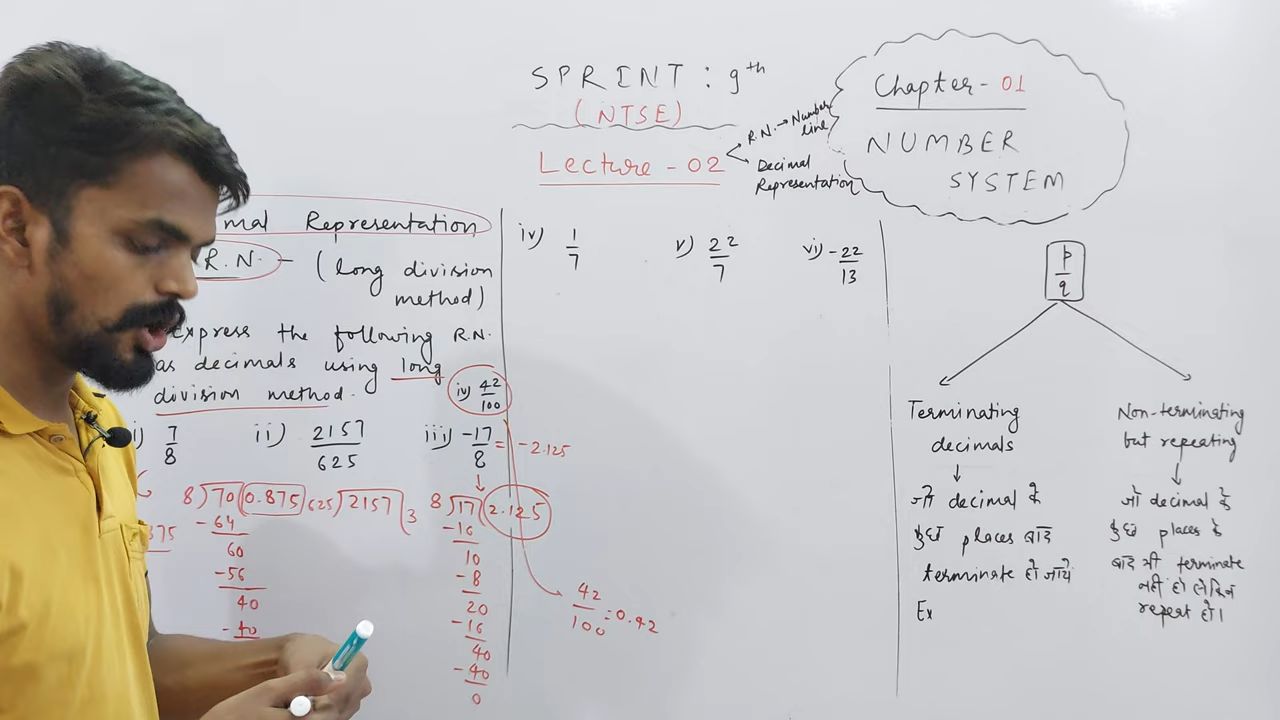 SPRINT : 9th
(NTSE)
Lecture - 02
R.N. → Number line
Decimal Representation
Chapter - 01
NUMBER
SYSTEM
mal Representation
R.N. - (long division
method)
express the following R.N.
as decimals using long
division method.
iv) 42/100
i) 7/8
ii) 2157/625
iii) -17/8 = -2.125
8)70(0.875
-64
60
-56
40
-40
375
625)2157(3
8)17(2.125
-16
10
-8
20
-16
40
-40
0
42/100 = 0.42
iv) 1/7
v) 22/7
vi) -22/13
p/q
Terminating
decimals
जो decimal के
कुछ places बाद
terminate हो जाये
Ex
Non-terminating
but repeating
जो decimal के
कुछ places के
बाद भी terminate
नहीं हो लेकिन
repeat हो।